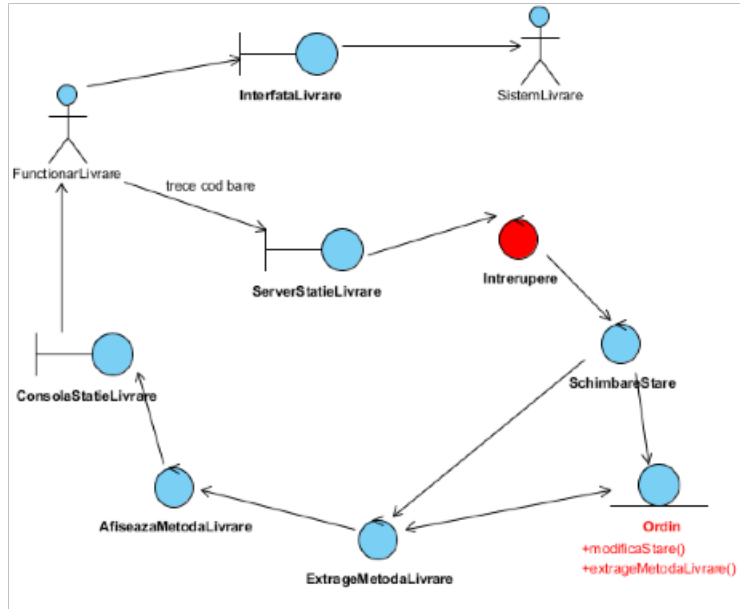 InterfataLivrare
SistemLivrare
FunctionarLivrare
trece cod bare
ServerStatieLivrare
Intrerupere
SchimbareStare
ConsolaStatieLivrare
AfiseazaMetodaLivrare
Ordin
+modificaStare()
+extrageMetodaLivrare()
ExtrageMetodaLivrare